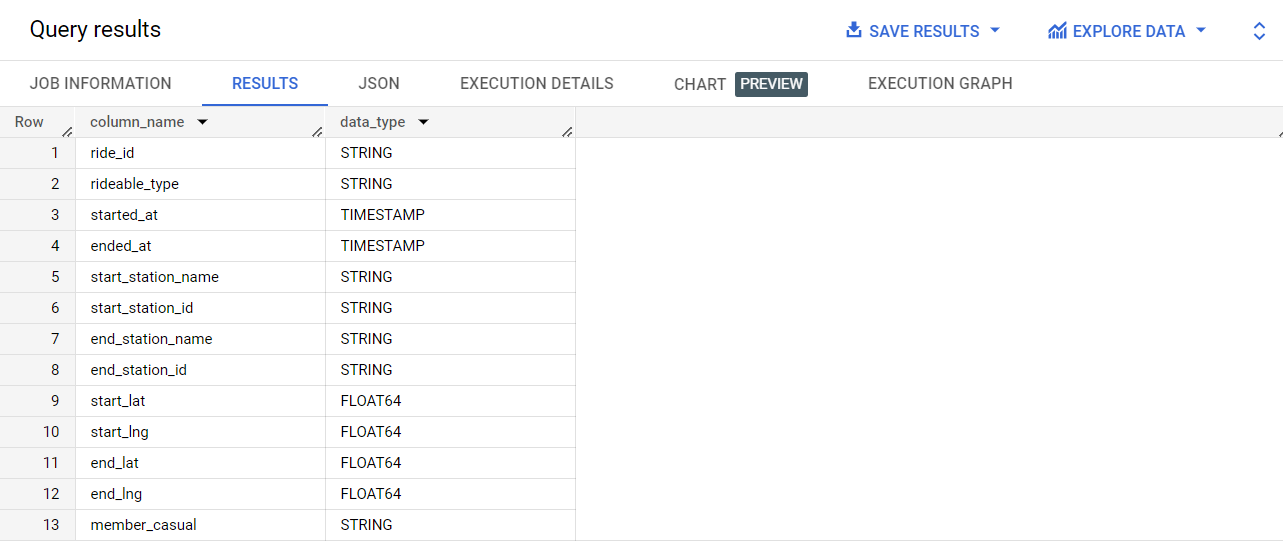 Query results SAVE RESULTS EXPLORE DATA
JOB INFORMATION RESULTS JSON EXECUTION DETAILS CHART PREVIEW EXECUTION GRAPH
Row column_name data_type
1 ride_id STRING
2 rideable_type STRING
3 started_at TIMESTAMP
4 ended_at TIMESTAMP
5 start_station_name STRING
6 start_station_id STRING
7 end_station_name STRING
8 end_station_id STRING
9 start_lat FLOAT64
10 start_lng FLOAT64
11 end_lat FLOAT64
12 end_lng FLOAT64
13 member_casual STRING